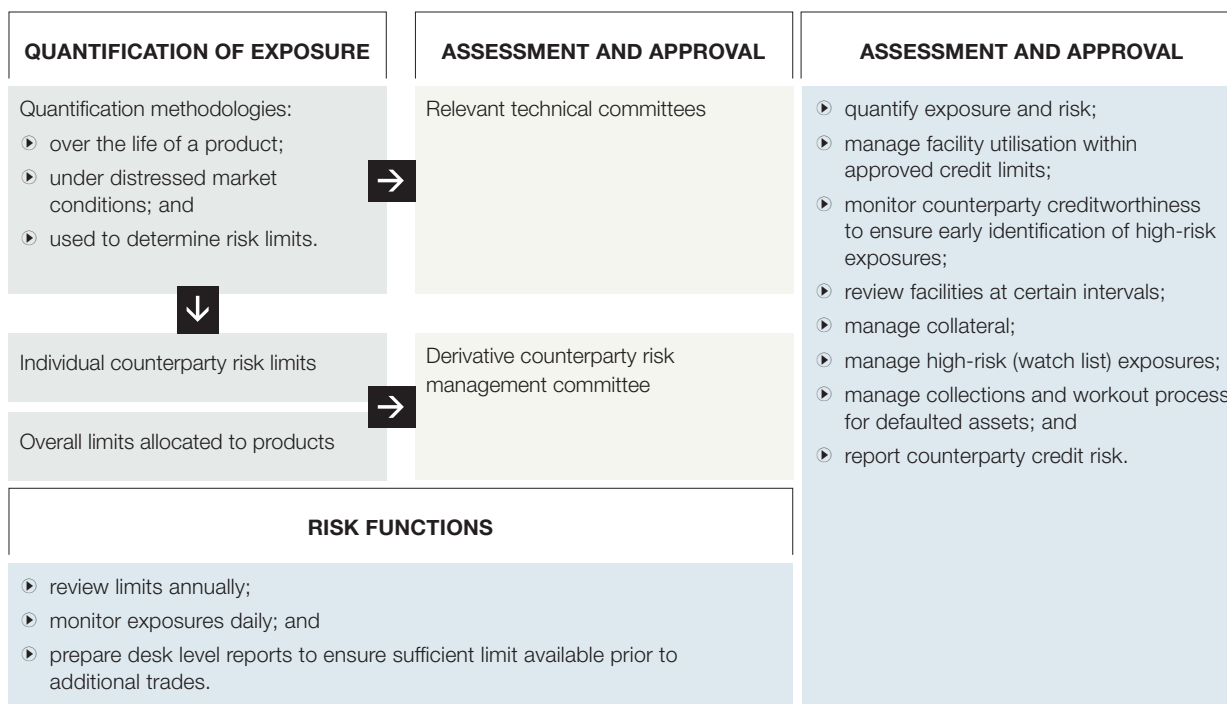 QUANTIFICATION OF EXPOSURE
Quantification methodologies:
over the life of a product;
under distressed market
conditions; and
used to determine risk limits.
Individual counterparty risk limits
Overall limits allocated to products
ASSESSMENT AND APPROVAL
Relevant technical committees
Derivative counterparty risk
management committee
RISK FUNCTIONS
review limits annually;
monitor exposures daily; and
prepare desk level reports to ensure sufficient limit available prior to
additional trades.
ASSESSMENT AND APPROVAL
quantify exposure and risk;
manage facility utilisation within
approved credit limits;
monitor counterparty creditworthiness
to ensure early identification of high-risk
exposures;
review facilities at certain intervals;
manage collateral;
manage high-risk (watch list) exposures;
manage collections and workout process
for defaulted assets; and
report counterparty credit risk.